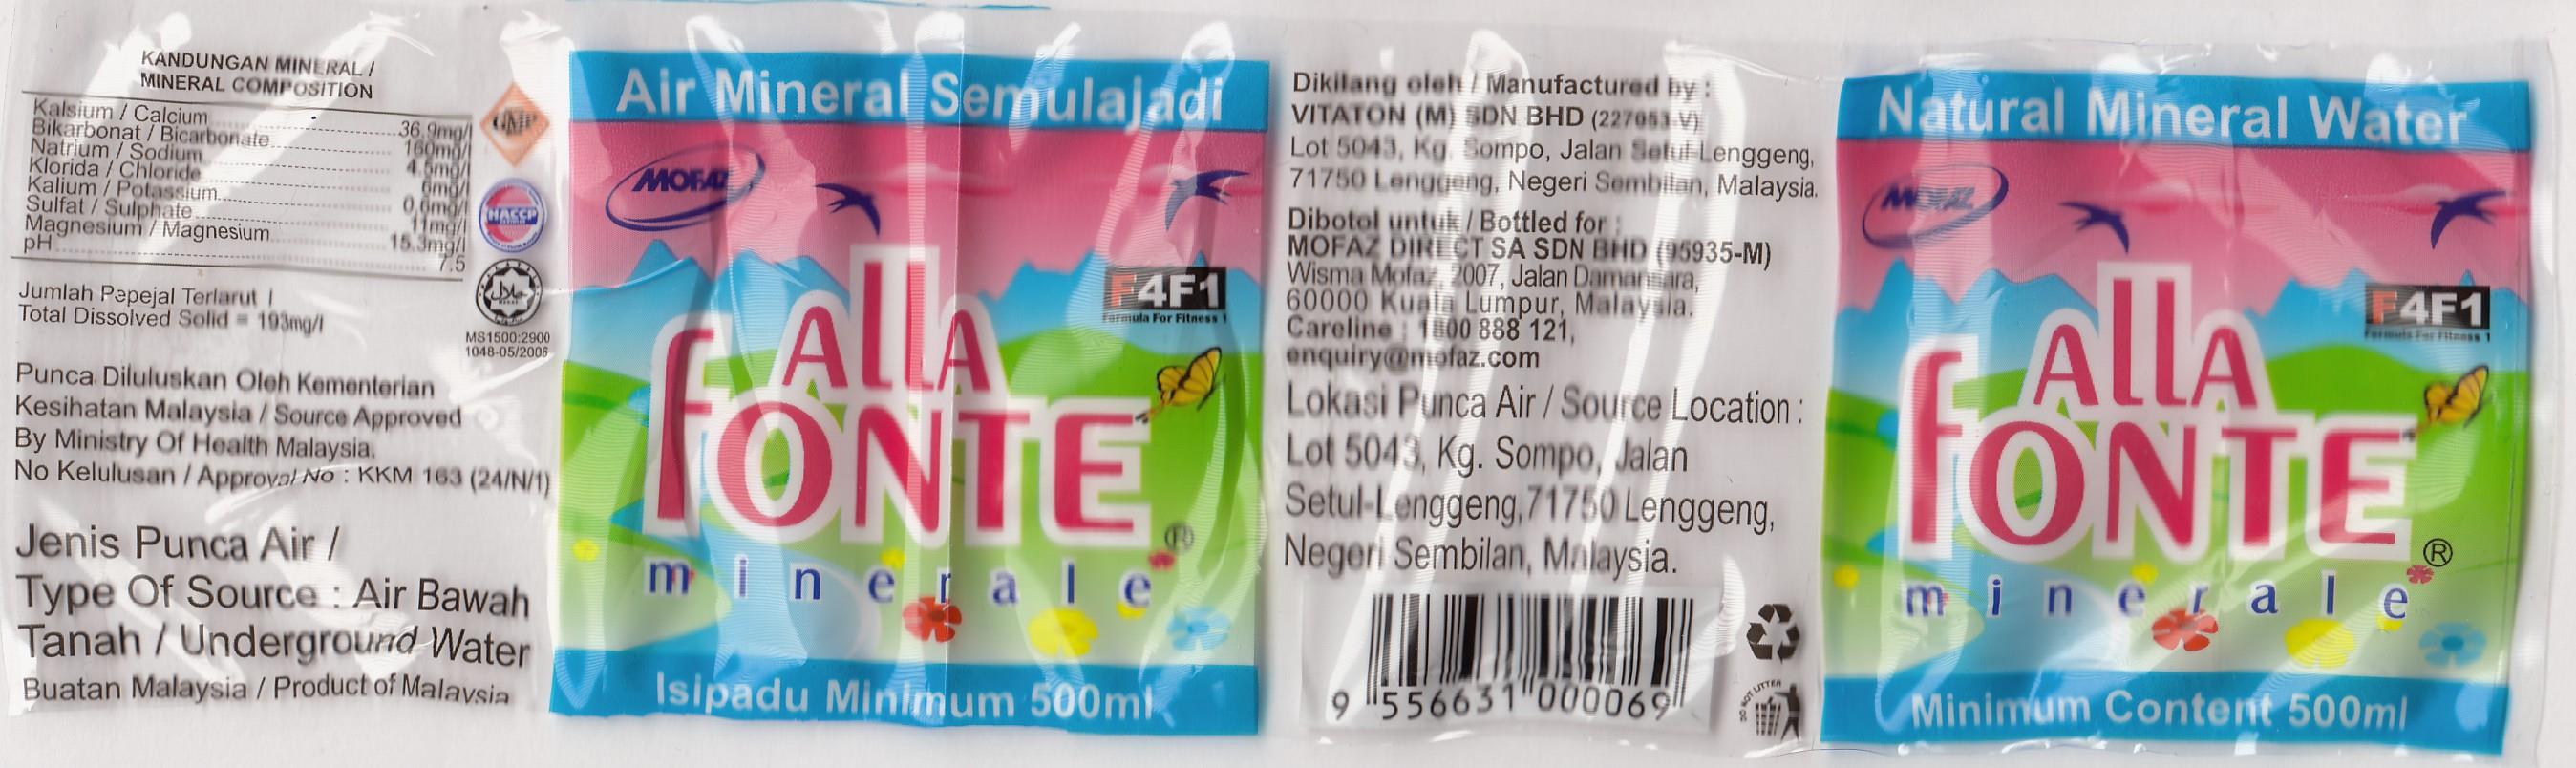 KANDUNGAN MINERAL /
MINERAL COMPOSITION
Kalsium / Calcium 36.9mg/l
Bikarbonat / Bicarbonate 160mg/l
Natrium / Sodium 4.5mg/l
Klorida / Chloride 6mg/l
Kalium / Potassium 0.6mg/l
Sulfat / Sulphate 11mg/l
Magnesium / Magnesium 15.3mg/l
pH 7.5
Jumlah Pepejal Terlarut /
Total Dissolved Solid = 193mg/l
GMP
HACCP
حلال
MS1500:2900
1048-05/2006
Punca Diluluskan Oleh Kementerian
Kesihatan Malaysia / Source Approved
By Ministry Of Health Malaysia.
No Kelulusan / Approval No : KKM 163 (24/N/1)
Jenis Punca Air /
Type Of Source : Air Bawah
Tanah / Underground Water
Buatan Malaysia / Product of Malaysia
Air Mineral Semulajadi
MOFAZ
F4F1
Formula For Fitness 1
Alla
fONTE®
minerale
Isipadu Minimum 500ml
Dikilang oleh / Manufactured by :
VITATON (M) SDN BHD (227053-V)
Lot 5043, Kg. Sompo, Jalan Setul-Lenggeng,
71750 Lenggeng, Negeri Sembilan, Malaysia.
Dibotol untuk / Bottled for :
MOFAZ DIRECT SA SDN BHD (95935-M)
Wisma Mofaz, 2007, Jalan Damansara,
60000 Kuala Lumpur, Malaysia.
Careline : 1800 888 121,
enquiry@mofaz.com
Lokasi Punca Air / Source Location :
Lot 5043, Kg. Sompo, Jalan
Setul-Lenggeng,71750 Lenggeng,
Negeri Sembilan, Malaysia.
9 556631 000069
DO NOT LITTER
Natural Mineral Water
MOFAZ
F4F1
Formula For Fitness 1
Alla
fONTE®
minerale
Minimum Content 500ml